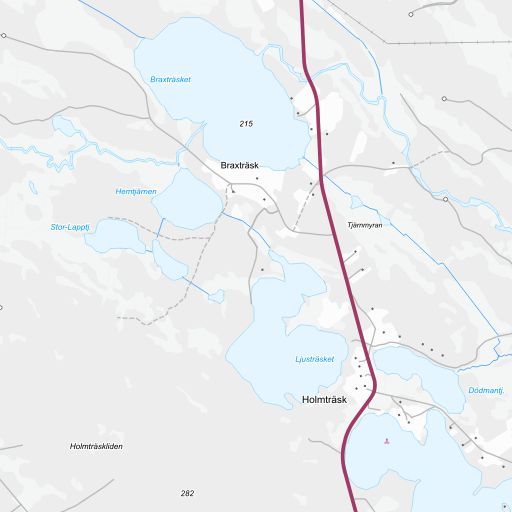 Braxträsket
215
Braxträsk
Hemtjärnen
Stor-Lapptj.
Tjärnmyran
Ljusträsket
Dödmantj.
Holmträsk
Holmträskliden
282